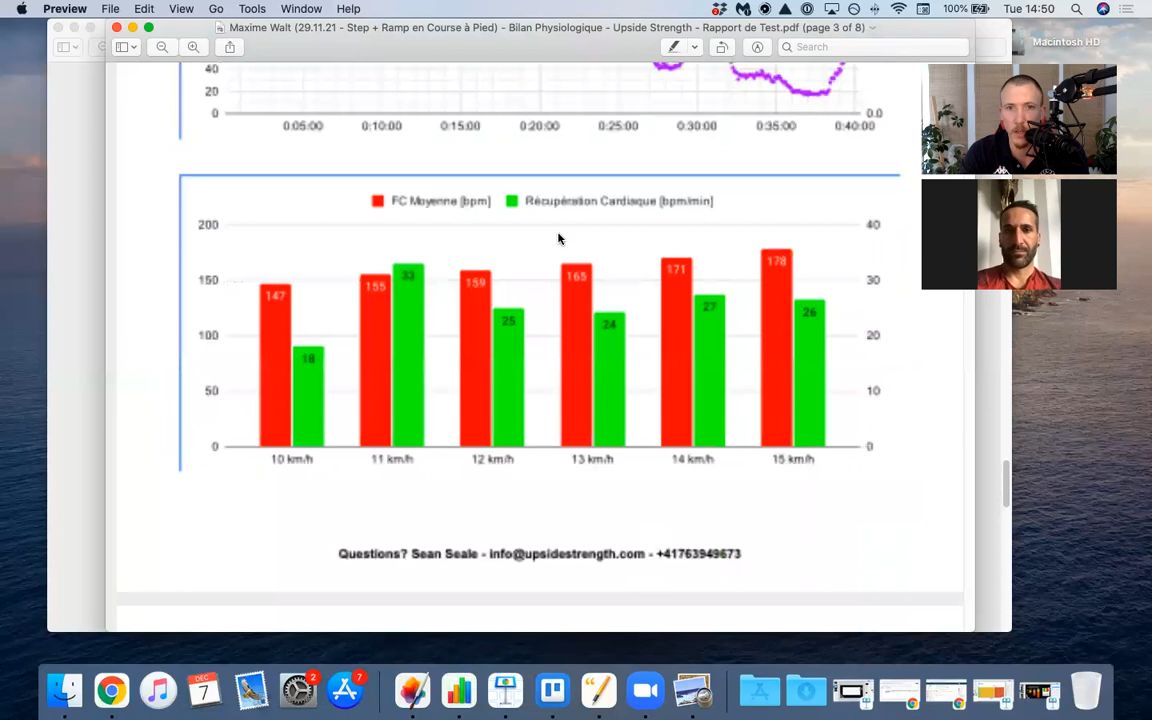 Preview File Edit View Go Tools Window Help 100% Tue 14:50
Maxime Walt (29.11.21 - Step + Ramp en Course à Pied) - Bilan Physiologique - Upside Strength - Rapport de Test.pdf (page 3 of 8)
Search
Macintosh HD
40
20
0 0.0
0:05:00 0:10:00 0:15:00 0:20:00 0:25:00 0:30:00 0:35:00 0:40:00
FC Moyenne [bpm] Récupération Cardiaque [bpm/min]
200 40
150 30
100 20
50 10
0 0
147 18 155 33 159 25 165 24 171 27 178 26
10 km/h 11 km/h 12 km/h 13 km/h 14 km/h 15 km/h
Questions? Sean Seale - info@upsidestrength.com - +41763949673
DEC
7
2
7